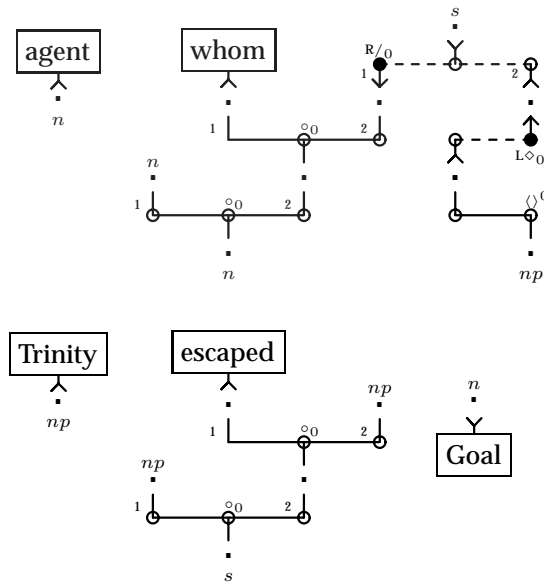 s
agent whom R/₀
1 2
n
1 ∘₀ 2
n L◇₀
1 ∘₀ 2 ⟨⟩⁰
n np
Trinity escaped
np np n
1 ∘₀ 2 Goal
np
1 ∘₀ 2
s